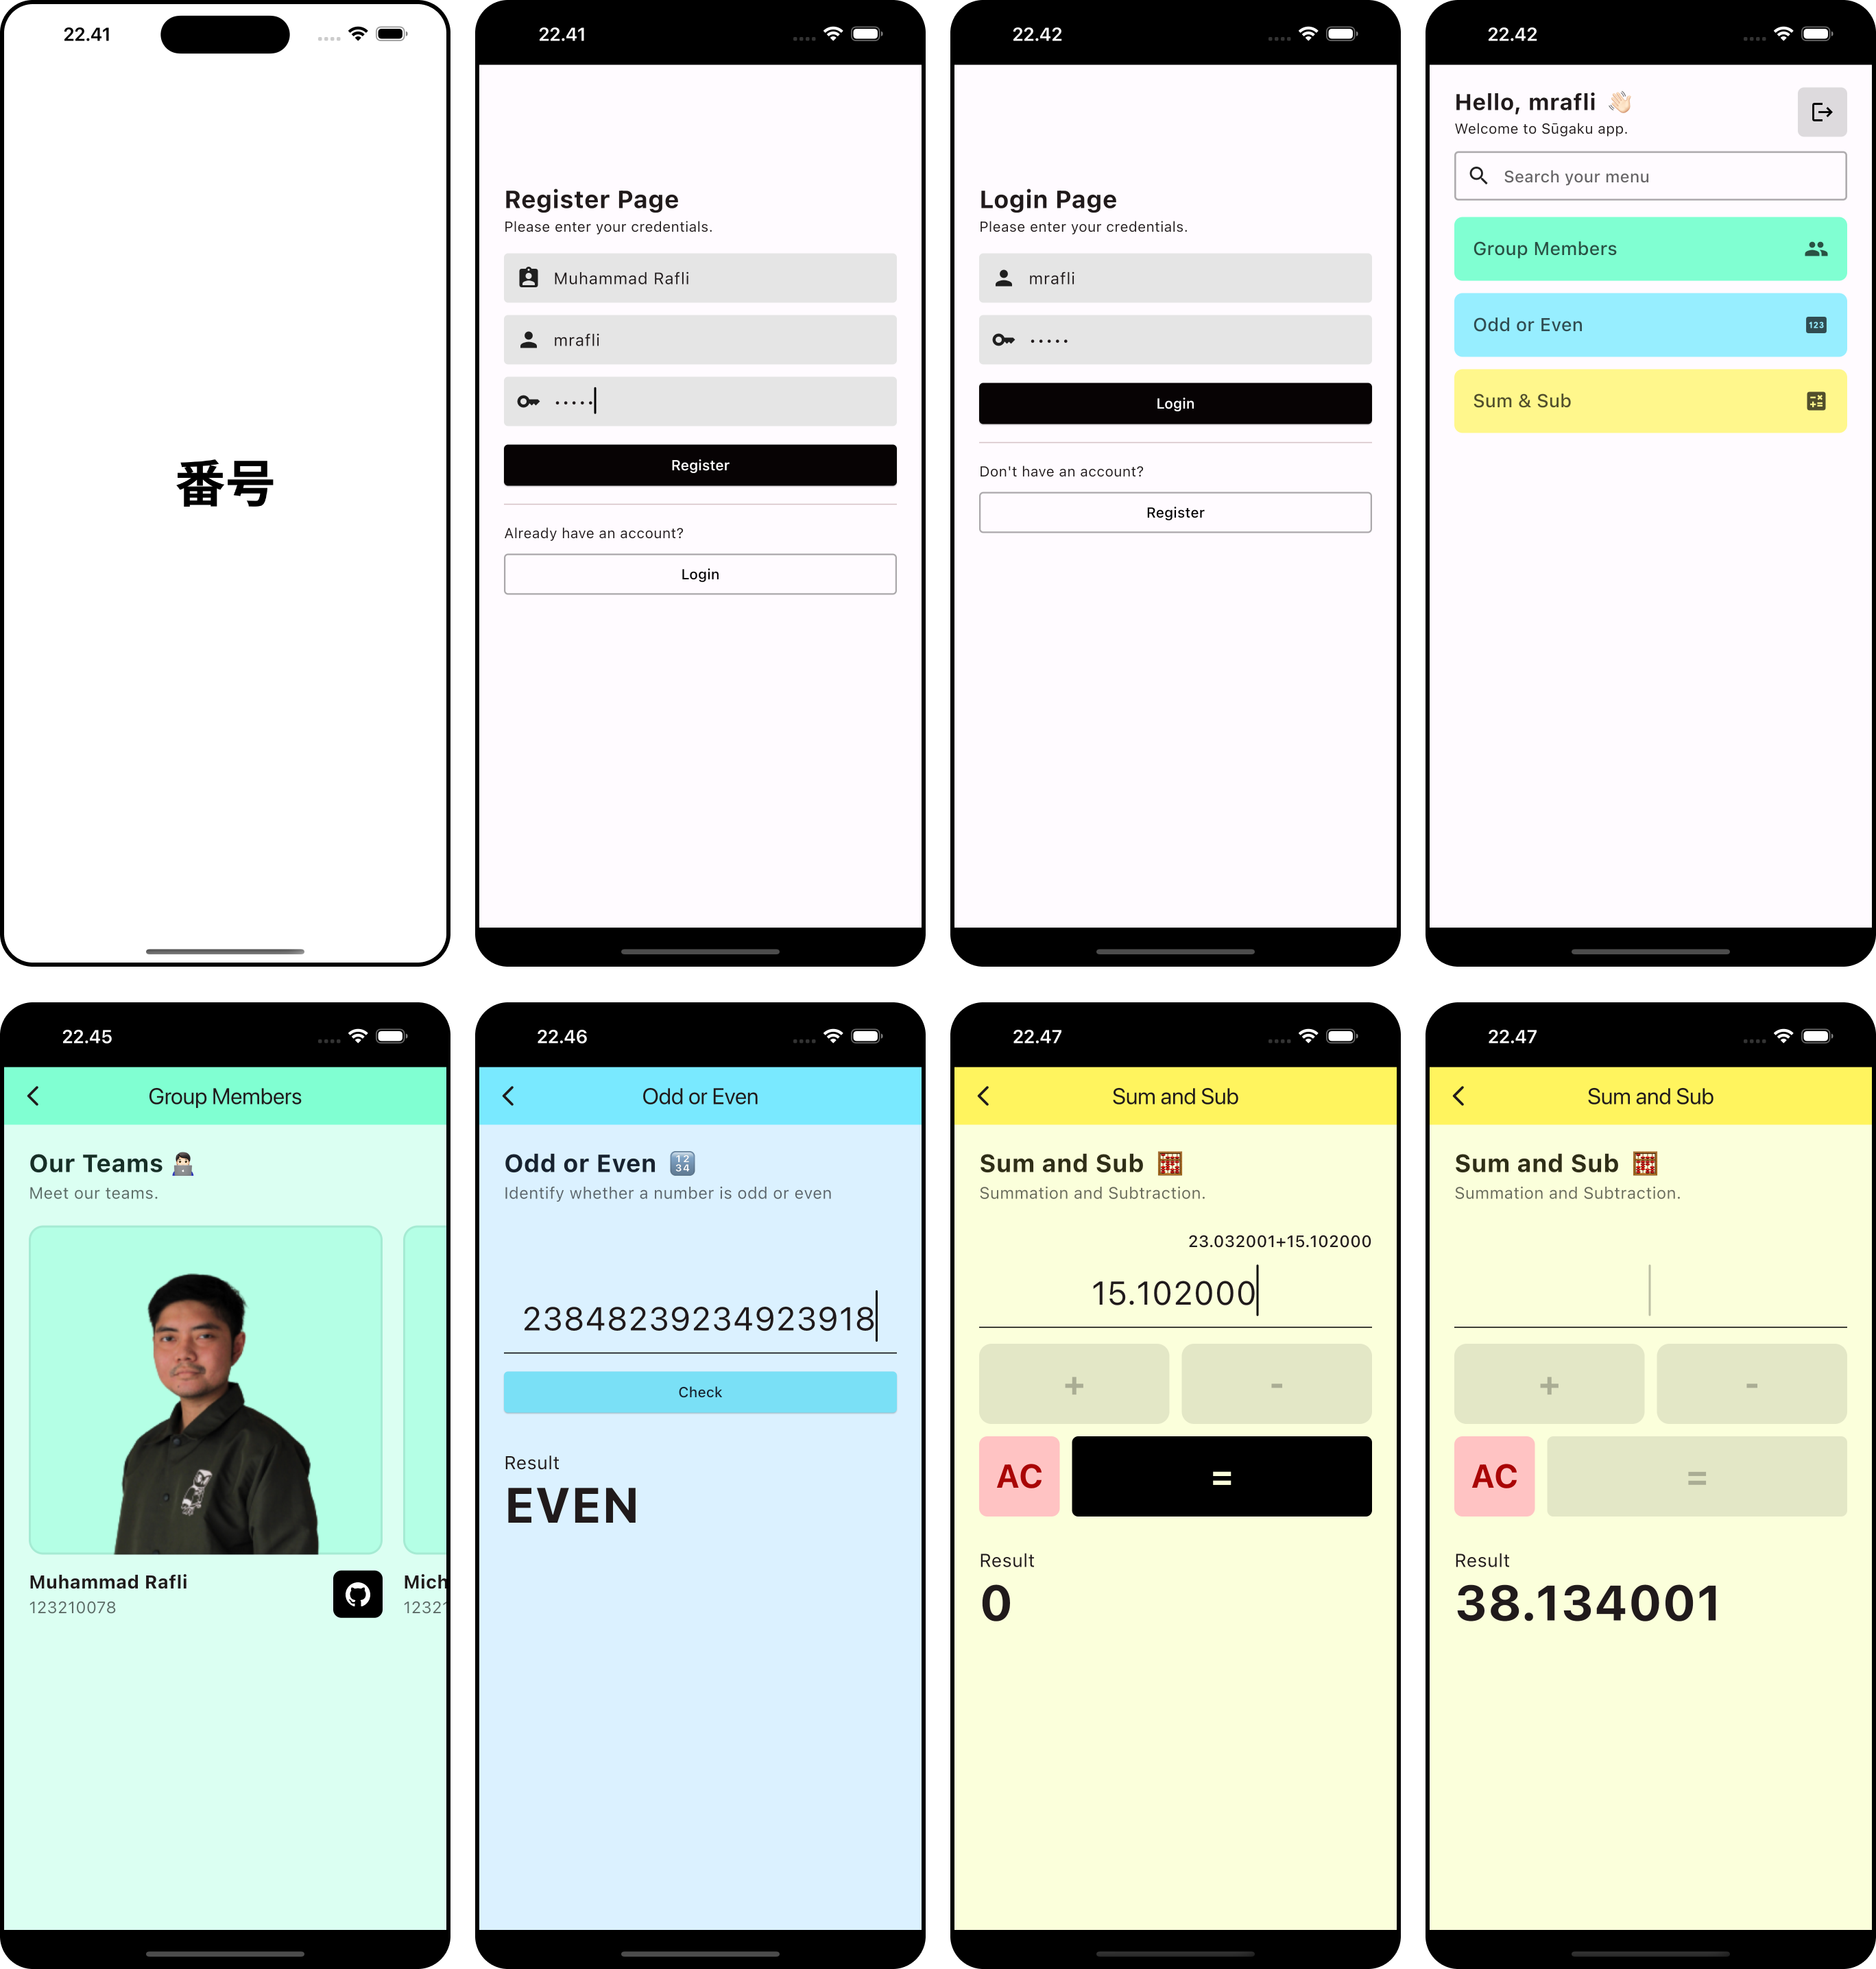 22.41
番号
22.41
Register Page
Please enter your credentials.
Muhammad Rafli
mrafli
•••••
Register
Already have an account?
Login
22.42
Login Page
Please enter your credentials.
mrafli
•••••
Login
Don't have an account?
Register
22.42
Hello, mrafli 👋🏻
Welcome to Sūgaku app.
Search your menu
Group Members
Odd or Even
123
Sum & Sub
22.45
Group Members
Our Teams 👨🏻‍💻
Meet our teams.
Muhammad Rafli
123210078
Mich
1232
22.46
Odd or Even
Odd or Even 🔢
Identify whether a number is odd or even
23848239234923918
Check
Result
EVEN
22.47
Sum and Sub
Sum and Sub 🧮
Summation and Subtraction.
23.032001+15.102000
15.102000
+ -
AC =
Result
0
22.47
Sum and Sub
Sum and Sub 🧮
Summation and Subtraction.
+ -
AC =
Result
38.134001